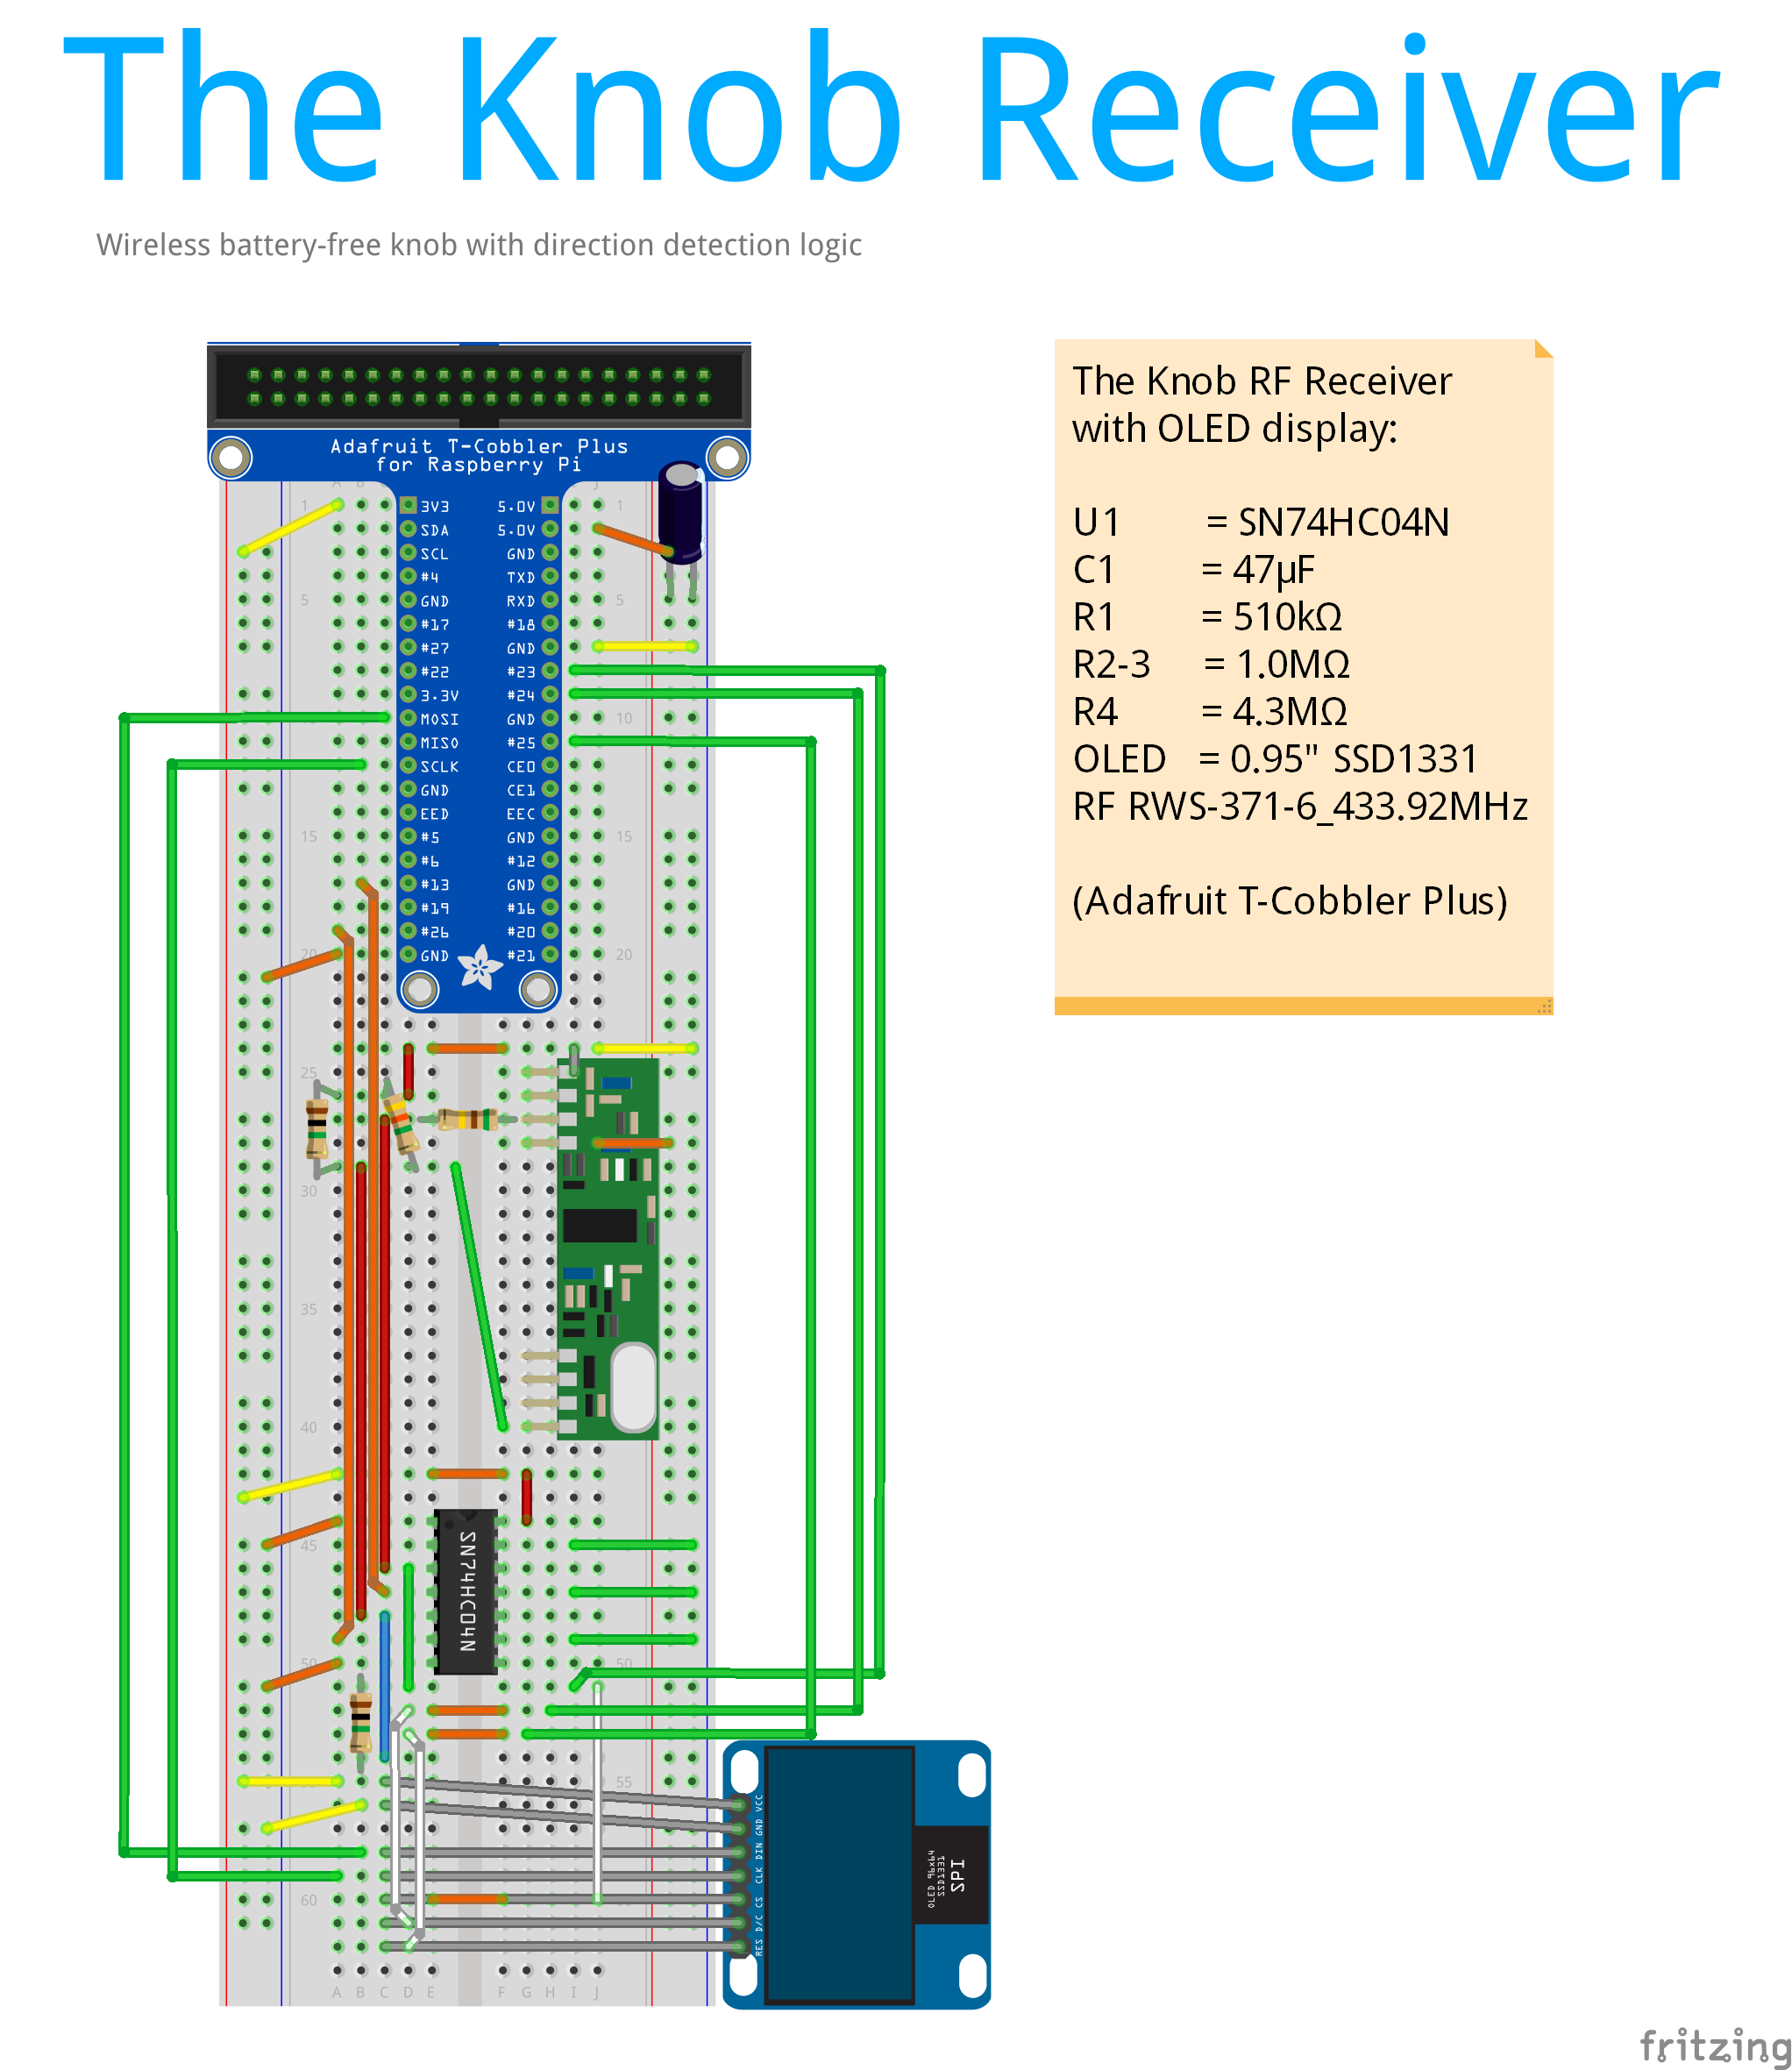 The Knob Receiver
Wireless battery-free knob with direction detection logic
Adafruit T-Cobbler Plus
for Raspberry Pi
A B J
1 3V3 5.0V 1
SDA 5.0V
SCL GND
#4 TXD
5 GND RXD 5
#17 #18
#27 GND
#22 #23
3.3V #24
MOSI GND 10
MISO #25
SCLK CE0
GND CE1
EED EEC
15 #5 GND 15
#6 #12
#13 GND
#19 #16
#26 #20
20 GND #21 20
25
30
35
40
45
50 50
55
60
A B C D E F G H I J
SN74HC04N
VCC
GND
DIN
CLK
CS
D/C
RES
OLED 96x64
SSD1331
SPI
The Knob RF Receiver
with OLED display:
U1 = SN74HC04N
C1 = 47µF
R1 = 510kΩ
R2-3 = 1.0MΩ
R4 = 4.3MΩ
OLED = 0.95" SSD1331
RF RWS-371-6_433.92MHz
(Adafruit T-Cobbler Plus)
fritzing